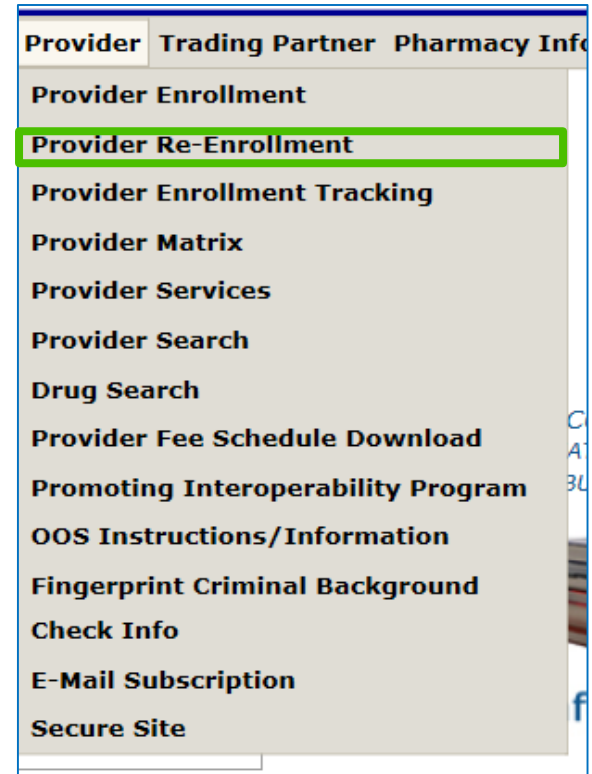 Provider Trading Partner Pharmacy Info
Provider Enrollment
Provider Re-Enrollment
Provider Enrollment Tracking
Provider Matrix
Provider Services
Provider Search
Drug Search
Provider Fee Schedule Download
Promoting Interoperability Program
OOS Instructions/Information
Fingerprint Criminal Background
Check Info
E-Mail Subscription
Secure Site